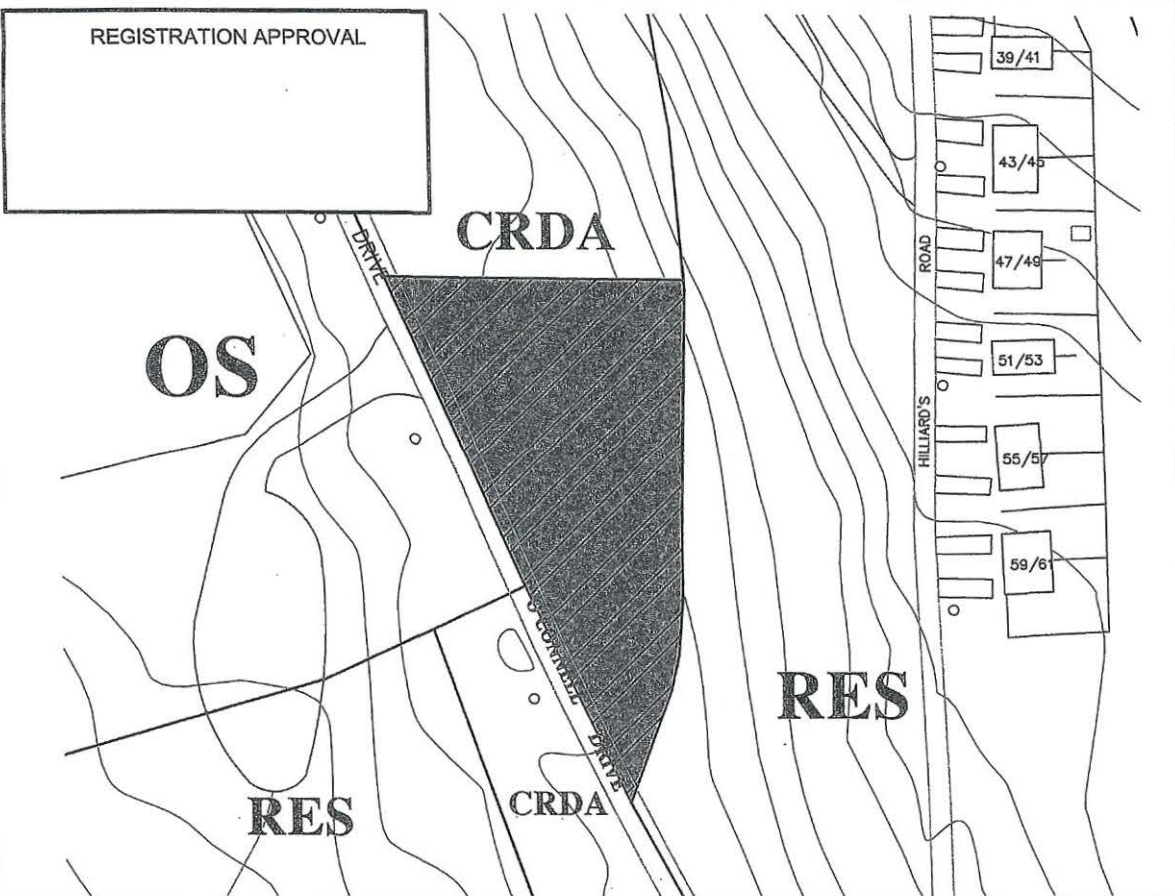 REGISTRATION APPROVAL
39/41
43/45
DRIVE
CRDA
ROAD
47/49
OS
51/53
HILLIARD'S
55/57
59/61
O'CONNELL DRIVE
RES
RES
CRDA